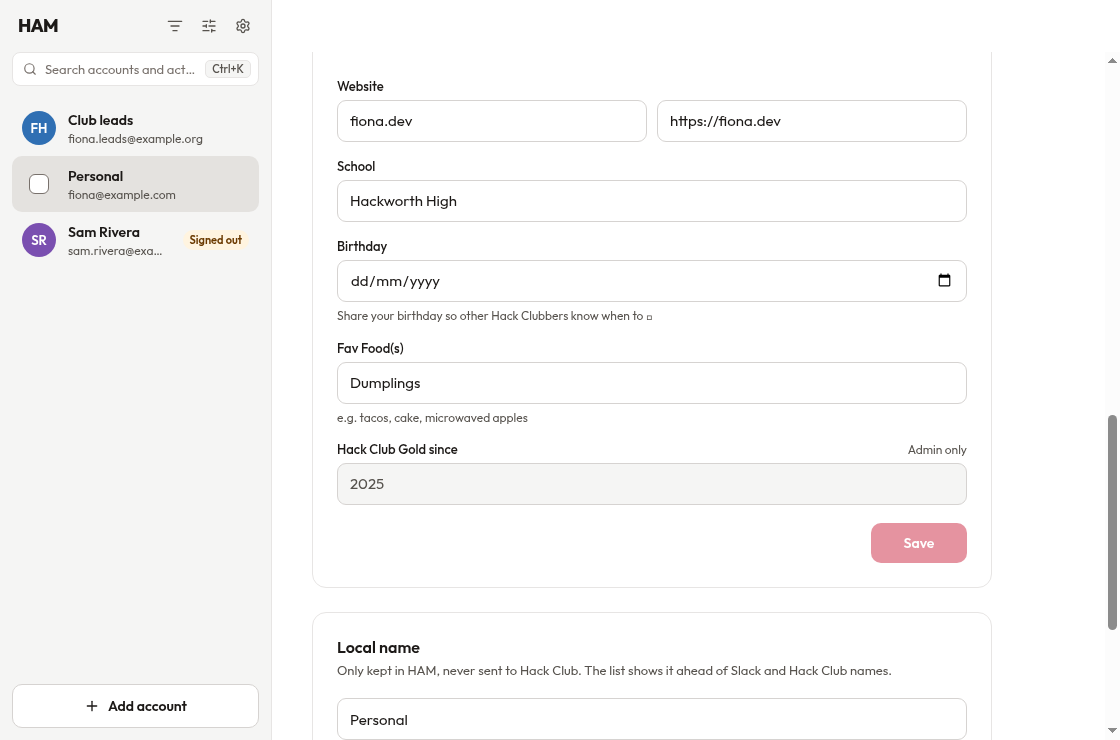 HAM
Search accounts and act... Ctrl+K
FH
Club leads
fiona.leads@example.org
Personal
fiona@example.com
SR
Sam Rivera
sam.rivera@exa...
Signed out
+ Add account
Website
fiona.dev
https://fiona.dev
School
Hackworth High
Birthday
dd/mm/yyyy
Share your birthday so other Hack Clubbers know when to
Fav Food(s)
Dumplings
e.g. tacos, cake, microwaved apples
Hack Club Gold since
Admin only
2025
Save
Local name
Only kept in HAM, never sent to Hack Club. The list shows it ahead of Slack and Hack Club names.
Personal